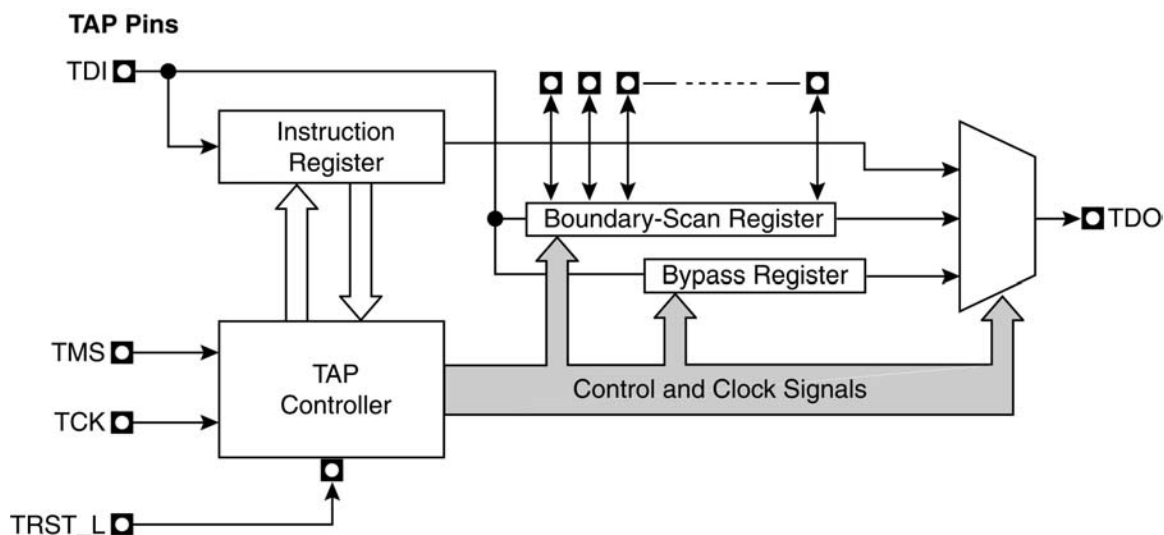 TAP Pins
TDI
Instruction
Register
Boundary-Scan Register
TDO
Bypass Register
TMS
TAP
Controller
Control and Clock Signals
TCK
TRST_L